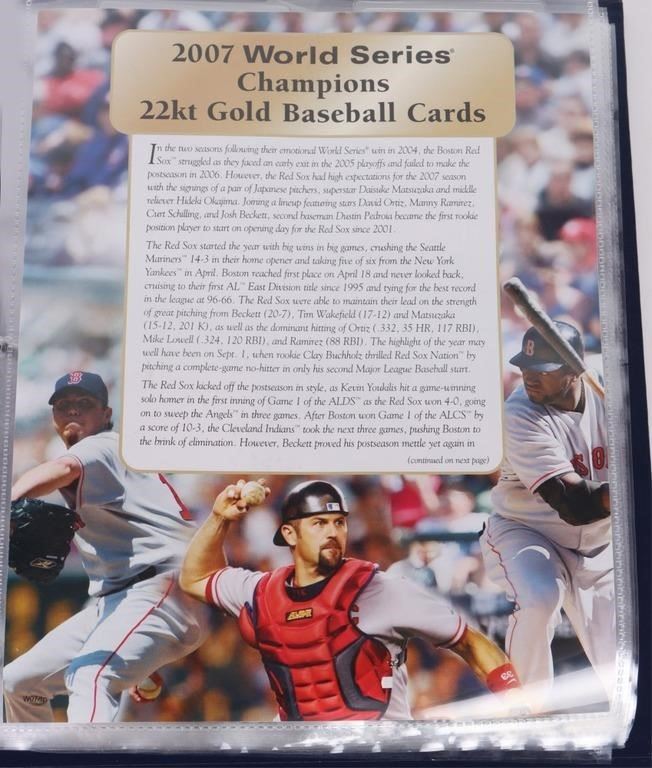 2007 World Series®
Champions
22kt Gold Baseball Cards
In the two seasons following their emotional World Series® win in 2004, the Boston Red
Sox™ struggled as they faced an early exit in the 2005 playoffs and failed to make the
postseason in 2006. However, the Red Sox had high expectations for the 2007 season
with the signings of a pair of Japanese pitchers, superstar Daisuke Matsuzaka and middle
reliever Hideki Okajima. Joining a lineup featuring stars David Ortiz, Manny Ramirez,
Curt Schilling, and Josh Beckett, second baseman Dustin Pedroia became the first rookie
position player to start on opening day for the Red Sox since 2001.
The Red Sox started the year with big wins in big games, crushing the Seattle
Mariners™ 14-3 in their home opener and taking five of six from the New York
Yankees™ in April. Boston reached first place on April 18 and never looked back,
cruising to their first AL™ East Division title since 1995 and tying for the best record
in the league at 96-66. The Red Sox were able to maintain their lead on the strength
of great pitching from Beckett (20-7), Tim Wakefield (17-12) and Matsuzaka
(15-12, 201 K), as well as the dominant hitting of Ortiz (.332, 35 HR, 117 RBI),
Mike Lowell (.324, 120 RBI), and Ramirez (88 RBI). The highlight of the year may
well have been on Sept. 1, when rookie Clay Buchholz thrilled Red Sox Nation™ by
pitching a complete-game no-hitter in only his second Major League Baseball start.
The Red Sox kicked off the postseason in style, as Kevin Youkilis hit a game-winning
solo homer in the first inning of Game 1 of the ALDS™ as the Red Sox won 4-0, going
on to sweep the Angels™ in three games. After Boston won Game 1 of the ALCS™ by
a score of 10-3, the Cleveland Indians™ took the next three games, pushing Boston to
the brink of elimination. However, Beckett proved his postseason mettle yet again in
(continued on next page)
B
SO
33